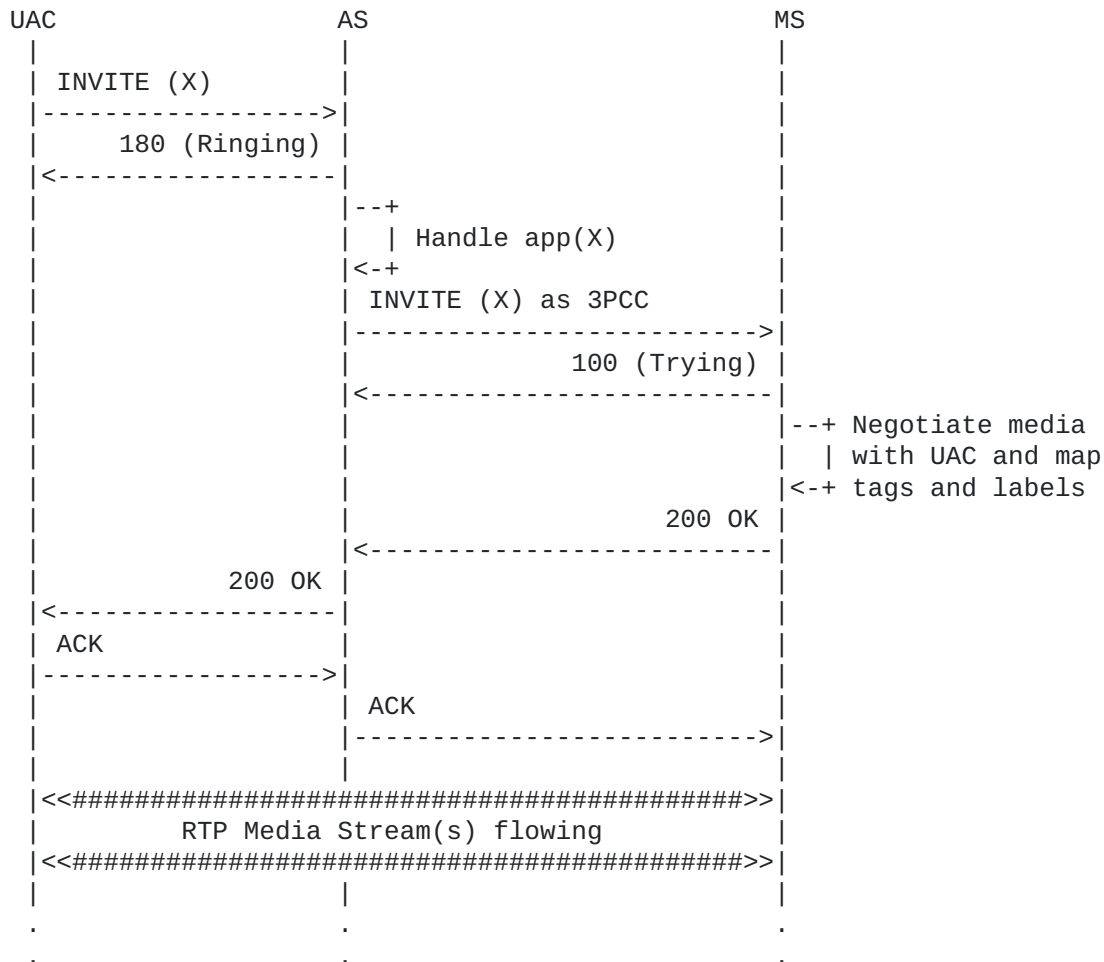 UAC AS MS
INVITE (X)
180 (Ringing)
Handle app(X)
INVITE (X) as 3PCC
100 (Trying)
Negotiate media
with UAC and map
tags and labels
200 OK
200 OK
ACK
ACK
RTP Media Stream(s) flowing